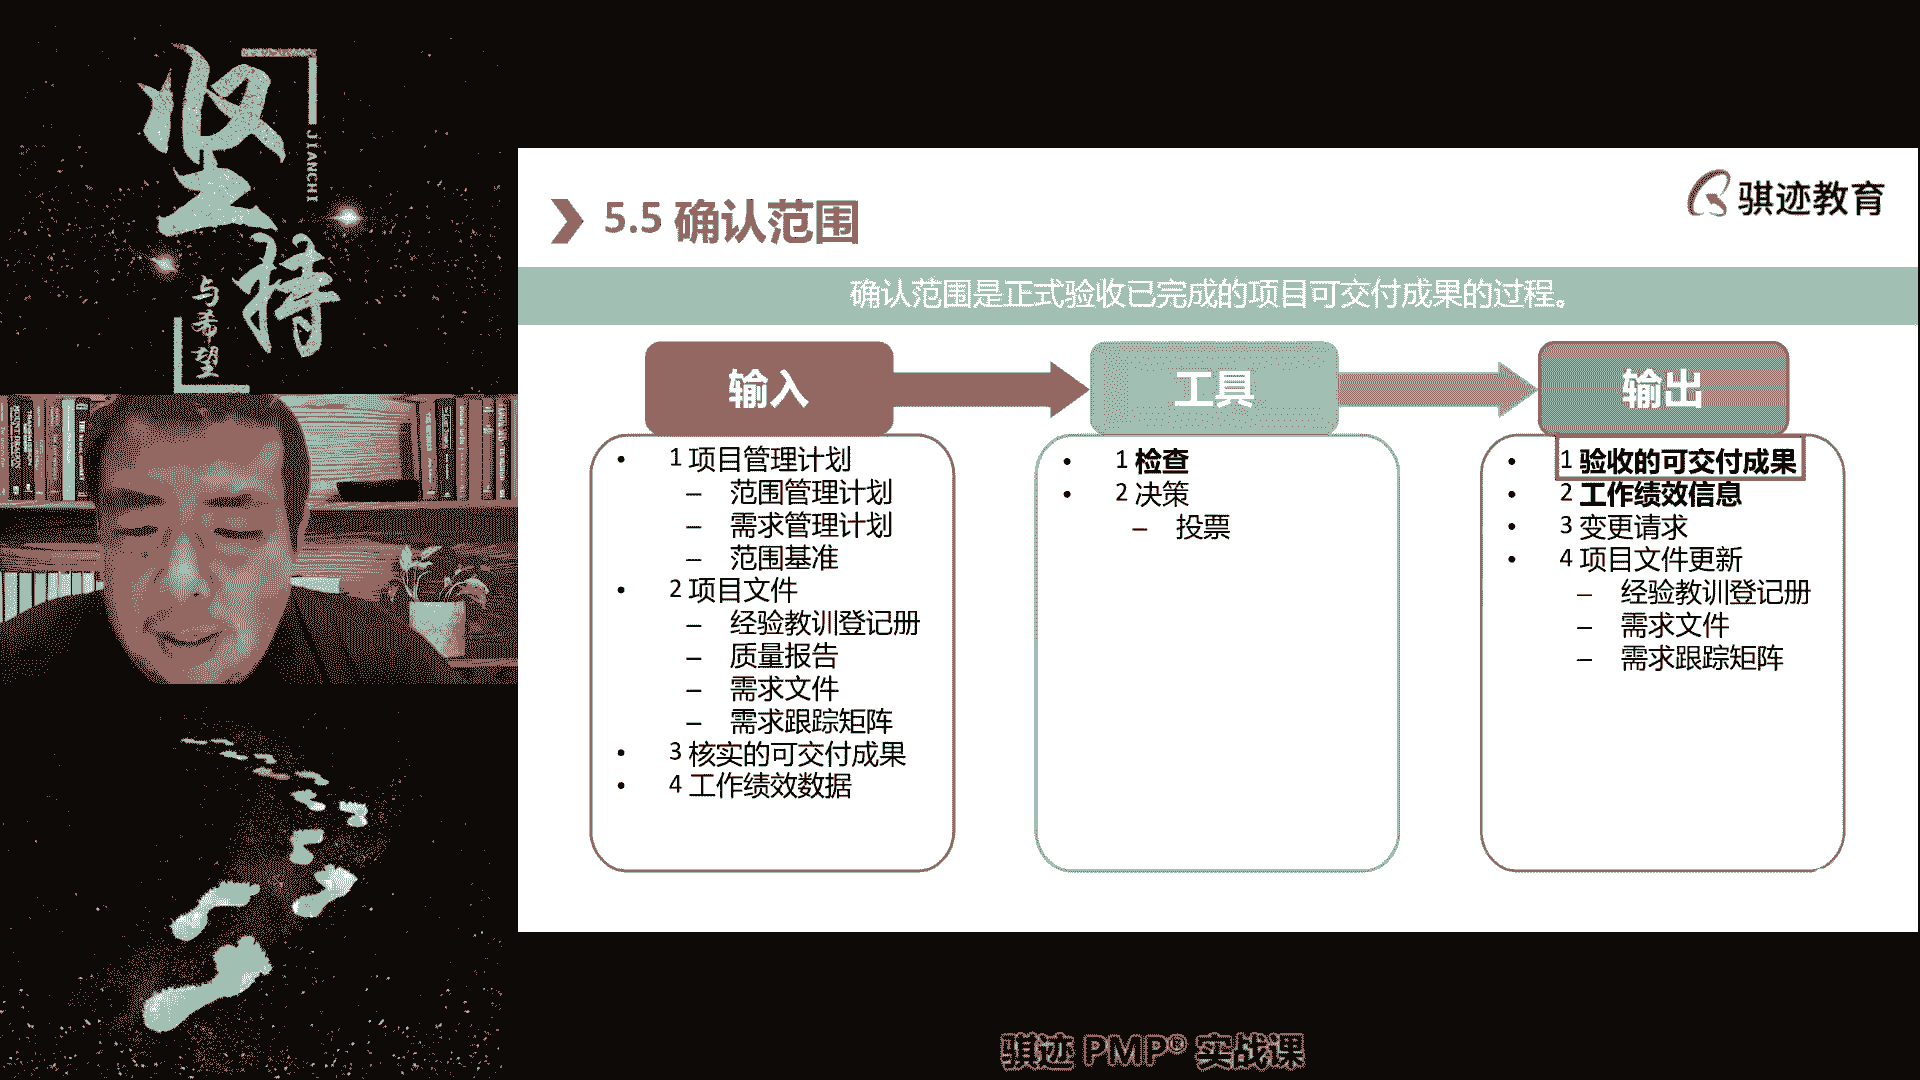 坚持
JIANCHI
与希望
骐迹教育
5.5 确认范围
确认范围是正式验收已完成的项目可交付成果的过程。
输入
• 1 项目管理计划
– 范围管理计划
– 需求管理计划
– 范围基准
• 2 项目文件
– 经验教训登记册
– 质量报告
– 需求文件
– 需求跟踪矩阵
• 3 核实的可交付成果
• 4 工作绩效数据
工具
• 1 检查
• 2 决策
– 投票
输出
• 1 验收的可交付成果
• 2 工作绩效信息
• 3 变更请求
• 4 项目文件更新
– 经验教训登记册
– 需求文件
– 需求跟踪矩阵
骐迹 PMP® 实战课